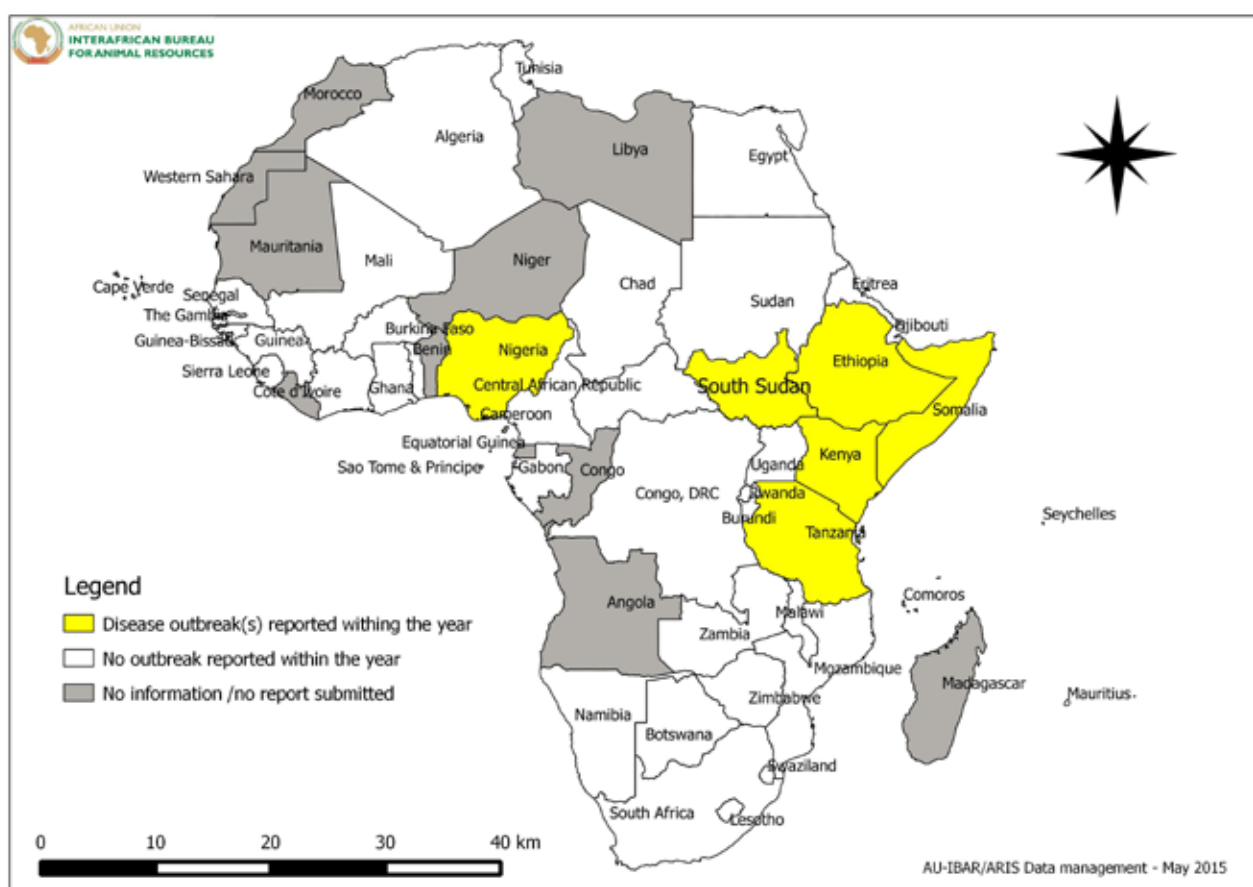 AFRICAN UNION
INTERAFRICAN BUREAU
FOR ANIMAL RESOURCES
Tunisia
Morocco
Algeria
Libya
Egypt
Western Sahara
Mauritania
Mali
Niger
Chad
Sudan
Eritrea
Cape Verde
Senegal
The Gambia
Guinea-Bissau
Guinea
Burkina Faso
Djibouti
Benin
Nigeria
Ethiopia
Sierra Leone
Cote d'Ivoire
Ghana
Central African Republic
South Sudan
Somalia
Cameroon
Equatorial Guinea
Sao Tome & Principe
Gabon
Congo
Uganda
Kenya
Congo, DRC
Rwanda
Burundi
Tanzania
Seychelles
Comoros
Angola
Malawi
Zambia
Mozambique
Madagascar
Mauritius
Zimbabwe
Namibia
Botswana
Swaziland
South Africa
Lesotho
Legend
Disease outbreak(s) reported withing the year
No outbreak reported within the year
No information /no report submitted
0 10 20 30 40 km
AU-IBAR/ARIS Data management - May 2015